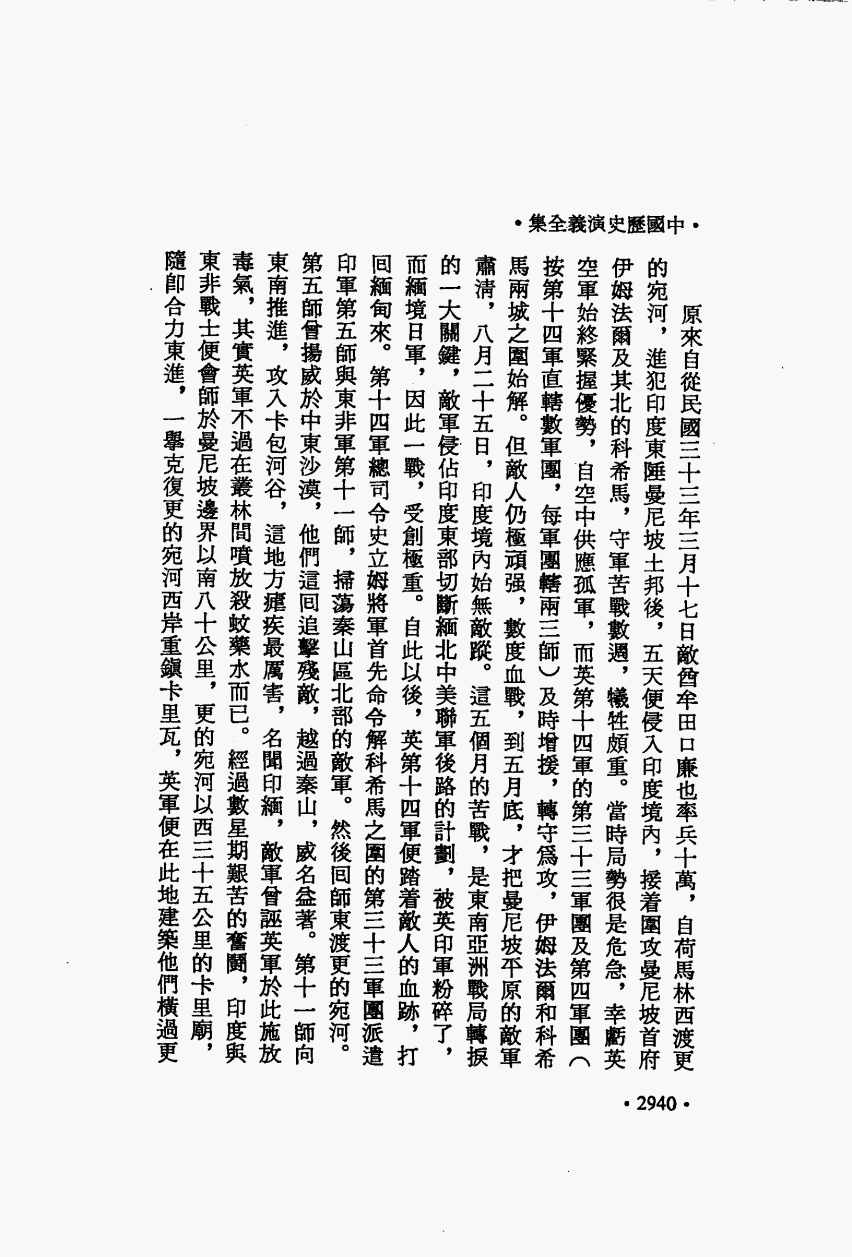 ·中國歷史演義全集·
原來自從民國三十三年三月十七日敵酋牟田口廉也率兵十萬，自荷馬林西渡更
的宛河，進犯印度東陲曼尼坡土邦後，五天便侵入印度境內，接着圍攻曼尼坡首府
伊姆法爾及其北的科希馬，守軍苦戰數週，犧牲頗重。當時局勢很是危急，幸虧英
空軍始終緊握優勢，自空中供應孤軍，而英第十四軍的第三十三軍團及第四軍團（
按第十四軍直轄數軍團，每軍團轄兩三師）及時增援，轉守爲攻，伊姆法爾和科希
馬兩城之圍始解。但敵人仍極頑强，數度血戰，到五月底，才把曼尼坡平原的敵軍
肅清，八月二十五日，印度境內始無敵蹤。這五個月的苦戰，是東南亞洲戰局轉捩
的一大關鍵，敵軍侵佔印度東部切斷緬北中美聯軍後路的計劃，被英印軍粉碎了，
而緬境日軍，因此一戰，受創極重。自此以後，英第十四軍便踏着敵人的血跡，打
回緬甸來。第十四軍總司令史立姆將軍首先命令解科希馬之圍的第三十三軍團派遣
印軍第五師與東非軍第十一師，掃蕩秦山區北部的敵軍。然後回師東渡更的宛河。
第五師曾揚威於中東沙漠，他們這回追擊殘敵，越過秦山，威名益著。第十一師向
東南推進，攻入卡包河谷，這地方瘧疾最厲害，名聞印緬，敵軍曾誣英軍於此施放
毒氣，其實英軍不過在叢林間噴放殺蚊藥水而已。經過數星期艱苦的奮鬭，印度與
東非戰士便會師於曼尼坡邊界以南八十公里，更的宛河以西三十五公里的卡里廟，
隨卽合力東進，一擧克復更的宛河西岸重鎭卡里瓦，英軍便在此地建築他們橫過更
·2940·